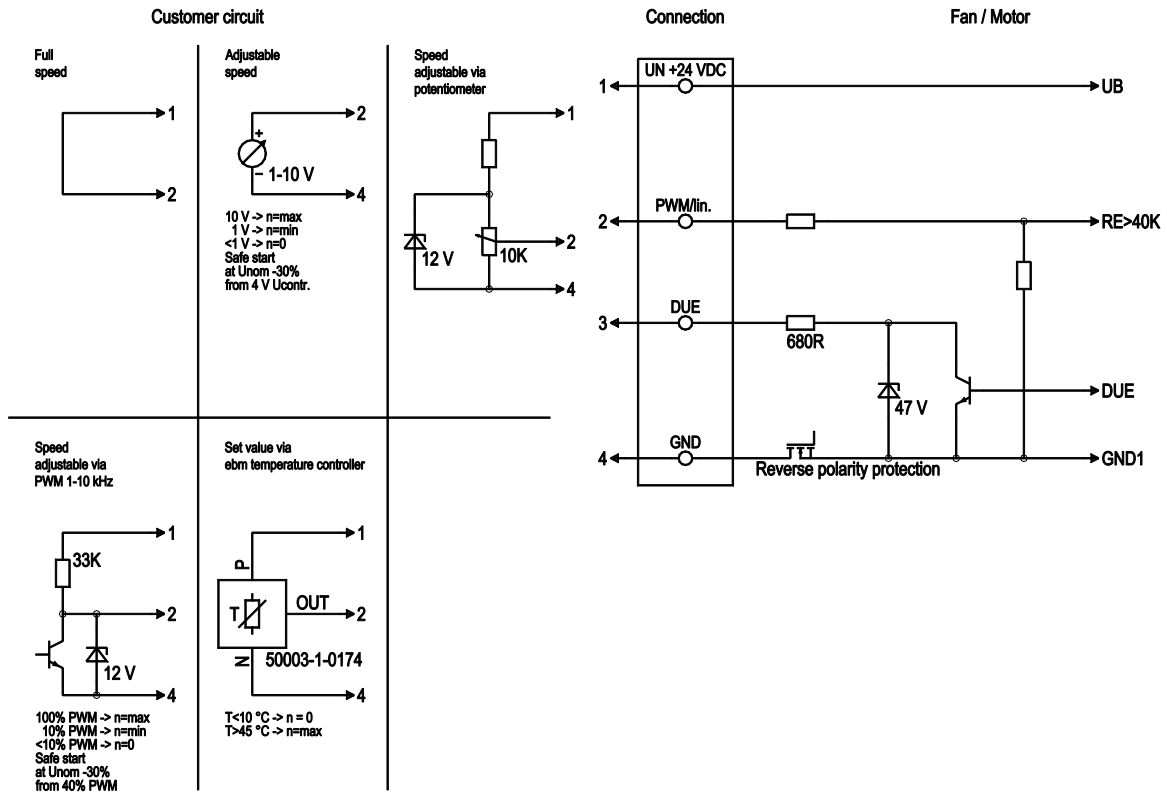 Customer circuit
Connection
Fan / Motor
Full
speed
1
2
Adjustable
speed
2
+
–
1-10 V
4
10 V -> n=max
1 V -> n=min
<1 V -> n=0
Safe start
at Unom -30%
from 4 V Ucontr.
Speed
adjustable via
potentiometer
1
12 V
10K
2
4
1
UN +24 VDC
UB
2
PWM/lin.
RE>40K
3
DUE
680R
47 V
DUE
4
GND
Reverse polarity protection
GND1
Speed
adjustable via
PWM 1-10 kHz
1
33K
2
12 V
4
100% PWM -> n=max
10% PWM -> n=min
<10% PWM -> n=0
Safe start
at Unom -30%
from 40% PWM
Set value via
ebm temperature controller
1
P
T
OUT
2
N
50003-1-0174
4
T<10 °C -> n = 0
T>45 °C -> n=max